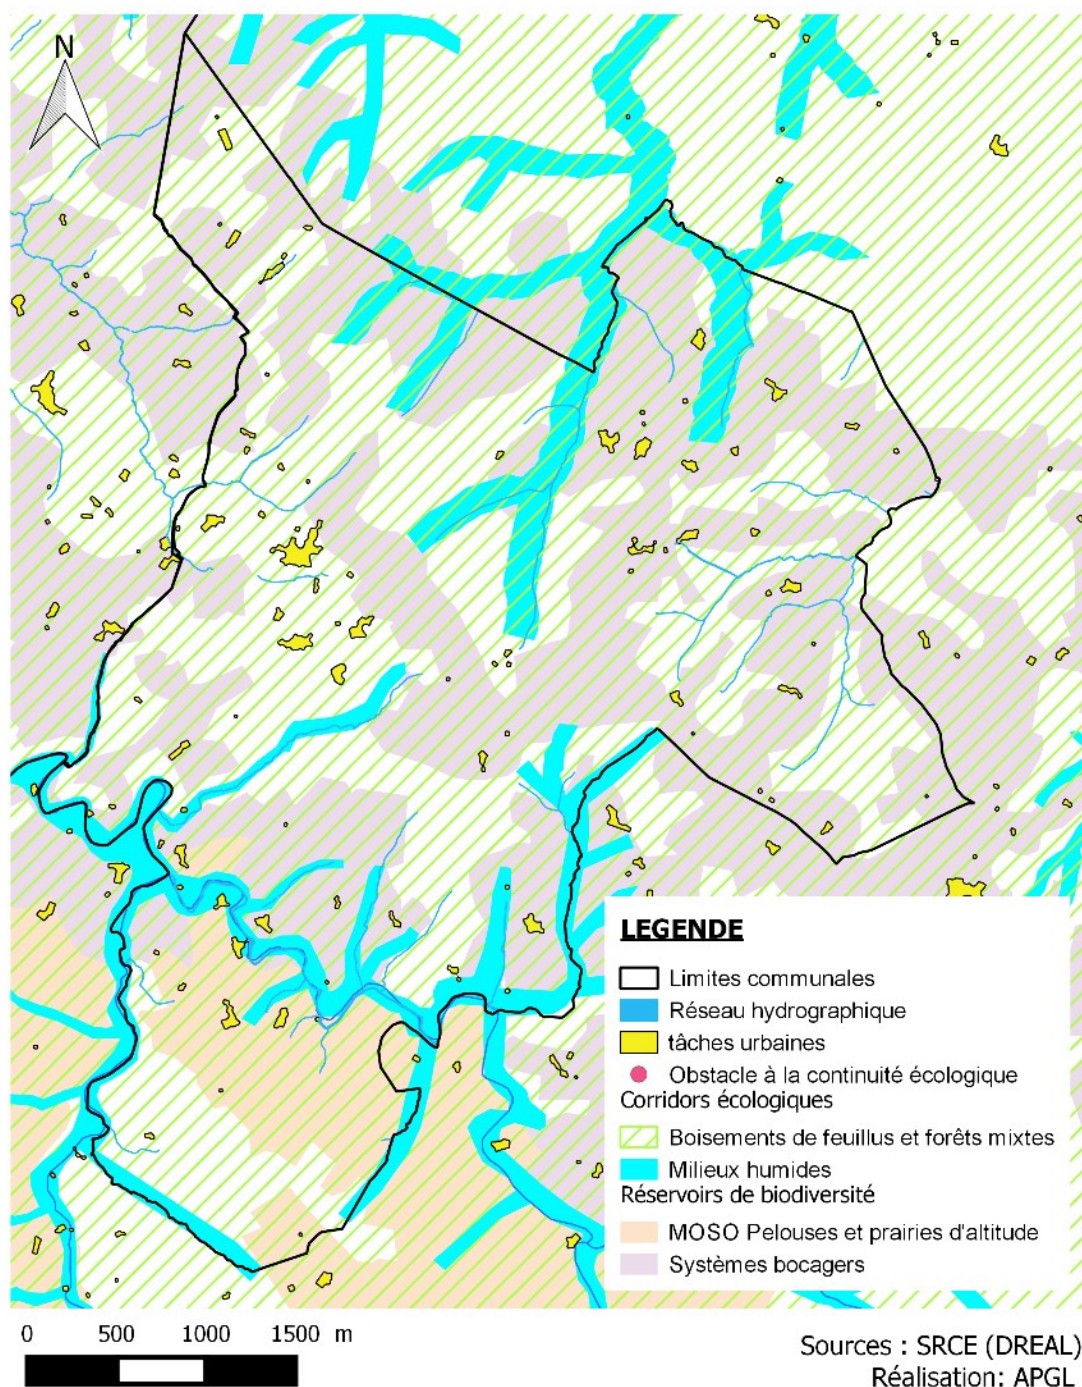 N
LEGENDE
Limites communales
Réseau hydrographique
tâches urbaines
Obstacle à la continuité écologique
Corridors écologiques
Boisements de feuillus et forêts mixtes
Milieux humides
Réservoirs de biodiversité
MOSO Pelouses et prairies d'altitude
Systèmes bocagers
0 500 1000 1500 m
Sources : SRCE (DREAL)
Réalisation: APGL